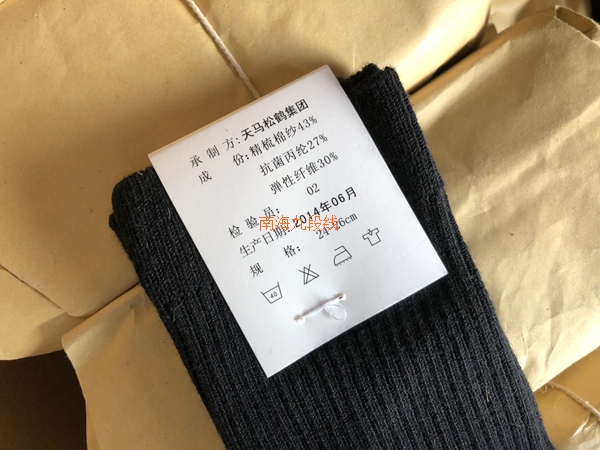 承制方:天马松鹤集团
成 份:精梳棉纱43%
抗菌丙纶27%
弹性纤维30%
检验员: 02
生产日期:2014年06月
南海九段线
规 格: 24-26cm
40